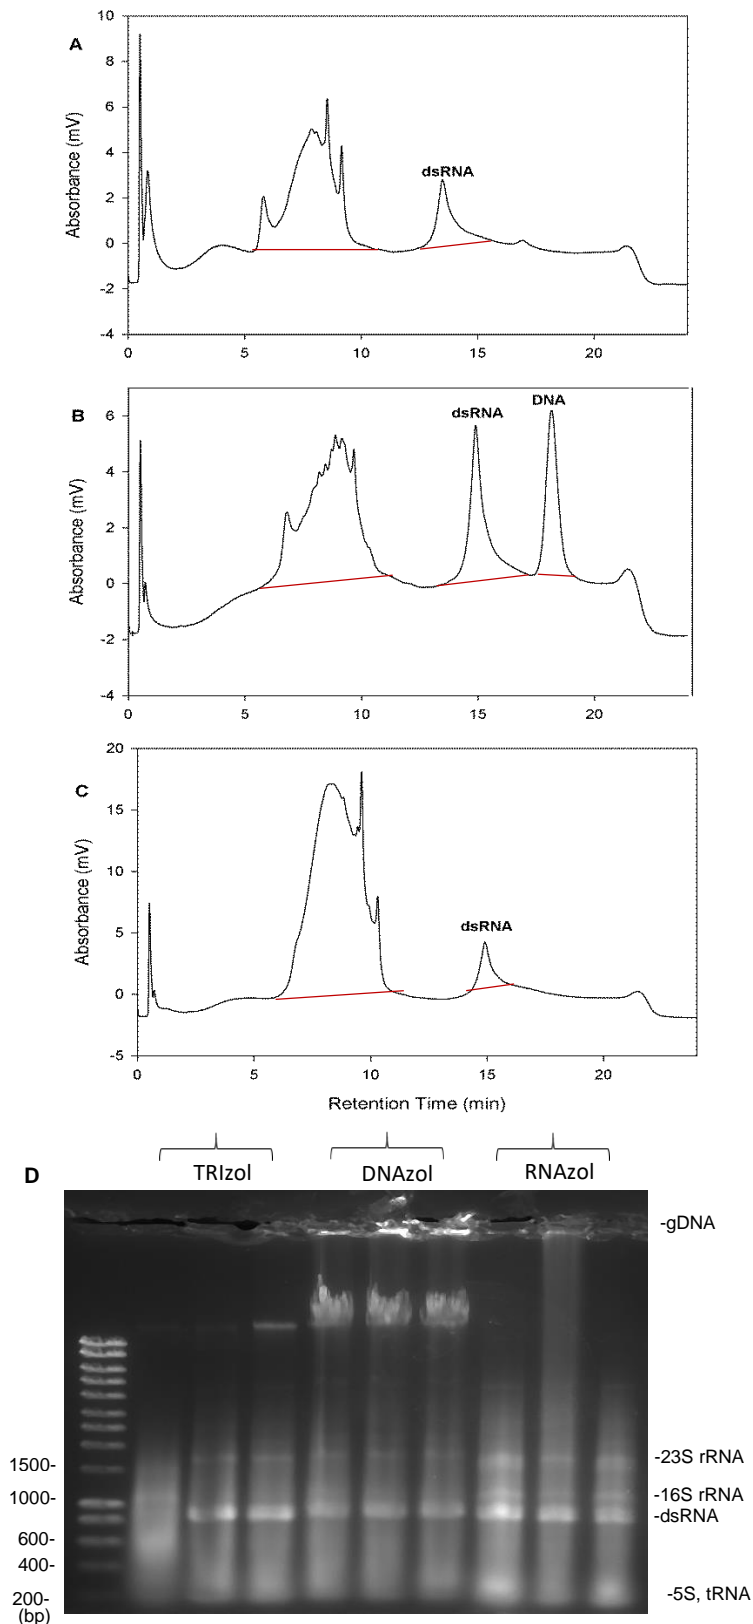 A
Absorbance (mV)
10
8
6
4
2
0
-2
-4
dsRNA
0
5
10
15
20
B
Absorbance (mV)
6
4
2
0
-2
-4
dsRNA
DNA
0
5
10
15
20
C
Absorbance (mV)
20
15
10
5
0
-5
dsRNA
0
5
10
15
20
Retention Time (min)
D
TRIzol
DNAzol
RNAzol
-gDNA
1500-
1000-
600-
400-
200-
(bp)
-23S rRNA
-16S rRNA
-dsRNA
-5S, tRNA